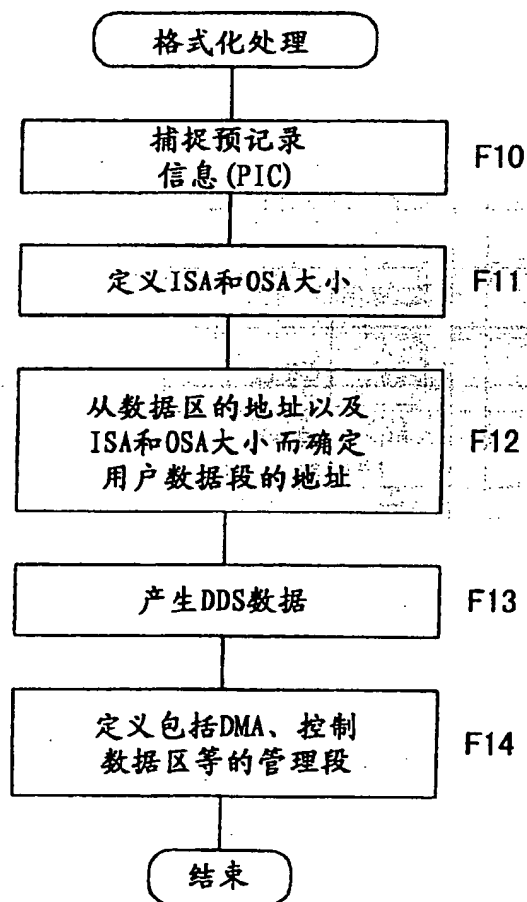 格式化处理
捕捉预记录
信息(PIC)
F10
定义ISA和OSA大小
F11
从数据区的地址以及
ISA和OSA大小而确定
用户数据段的地址
F12
产生DDS数据
F13
定义包括DMA、控制
数据区等的管理段
F14
结束